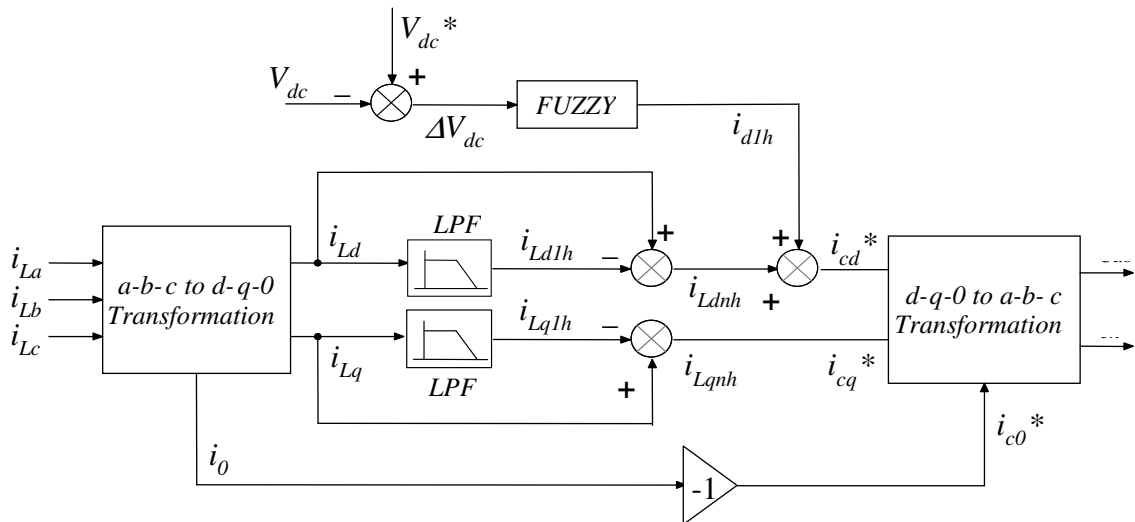 V_dc*
V_dc
−
+
ΔV_dc
FUZZY
i_d1h
LPF
i_La
i_Lb
i_Lc
a-b-c to d-q-0
Transformation
i_Ld
i_Ld1h
−
+
i_Ldnh
+
+
i_cd*
d-q-0 to a-b-c
Transformation
i_Lq
LPF
i_Lq1h
−
+
i_Lqnh
i_cq*
i_0
-1
i_c0*